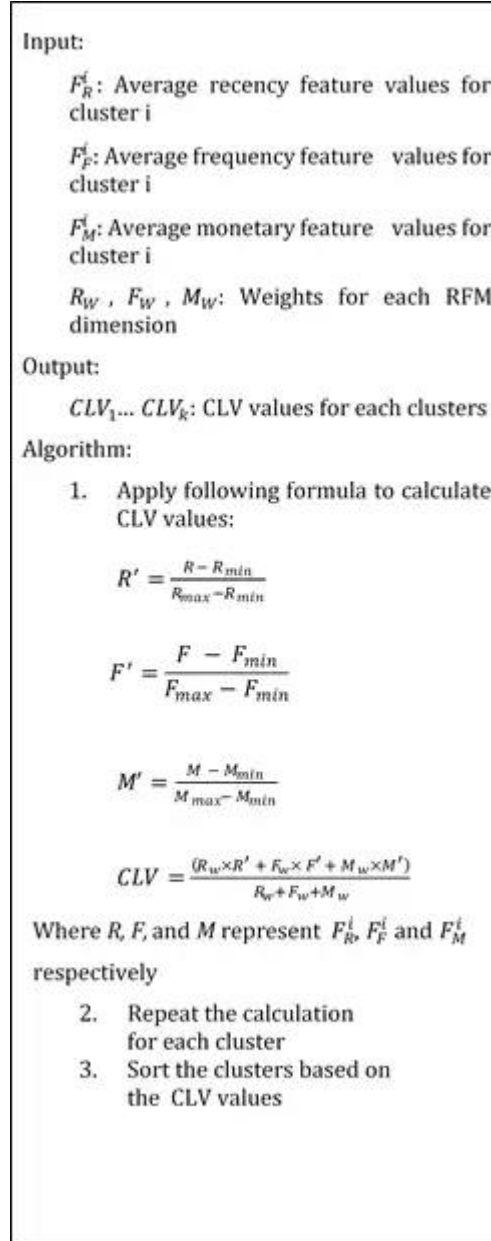 Input:
F_R^i: Average recency feature values for
cluster i
F_F^i: Average frequency feature values for
cluster i
F_M^i: Average monetary feature values for
cluster i
R_W , F_W , M_W: Weights for each RFM
dimension
Output:
CLV_1... CLV_k: CLV values for each clusters
Algorithm:
1. Apply following formula to calculate
CLV values:
R' = (R - R_min) / (R_max - R_min)
F' = (F - F_min) / (F_max - F_min)
M' = (M - M_min) / (M_max - M_min)
CLV = (R_w×R' + F_w×F' + M_w×M') / (R_w+F_w+M_w)
Where R, F, and M represent F_R^i, F_F^i and F_M^i
respectively
2. Repeat the calculation
for each cluster
3. Sort the clusters based on
the CLV values